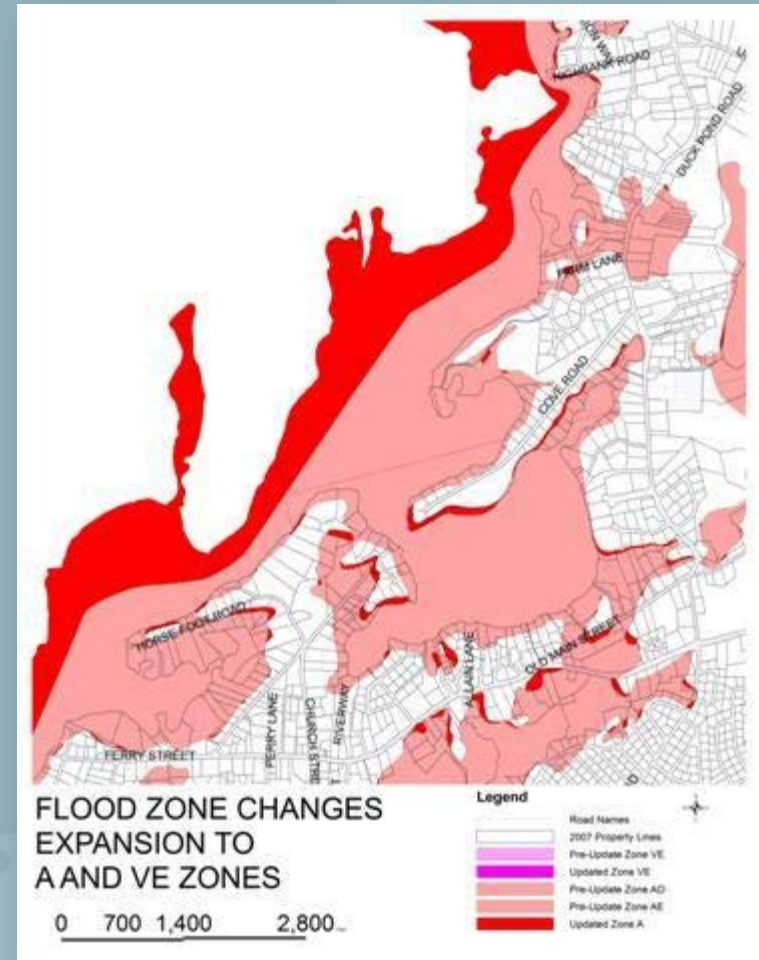 HIGHBANK ROAD
DUCK POND ROAD
FARM LANE
COVE ROAD
HORSE FOOT ROAD
OLD MAIN STREET
ALLAIN LANE
PERRY LANE
CHURCH STRE
RIVERWAY
FERRY STREET
FLOOD ZONE CHANGES
EXPANSION TO
A AND VE ZONES
0 700 1,400 2,800
Legend
Road Names
2007 Property Lines
Pre-Update Zone VE
Updated Zone VE
Pre-Update Zone AO
Pre-Update Zone AE
Updated Zone A